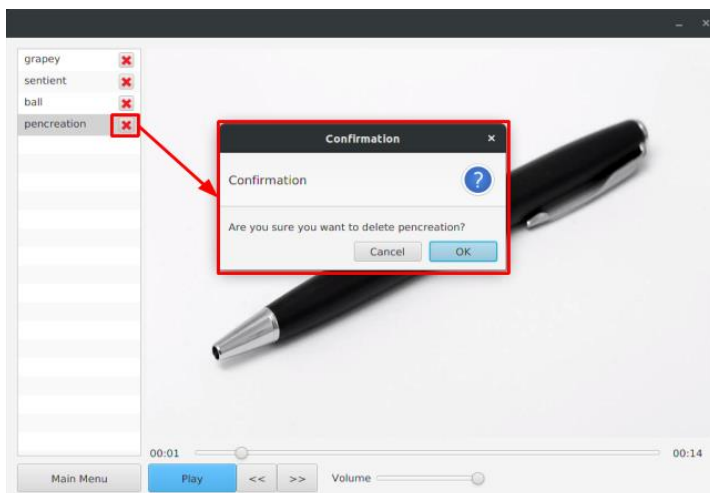 grapey
sentient
ball
pencreation
Confirmation
Confirmation
Are you sure you want to delete pencreation?
Cancel OK
00:01 00:14
Main Menu Play << >> Volume